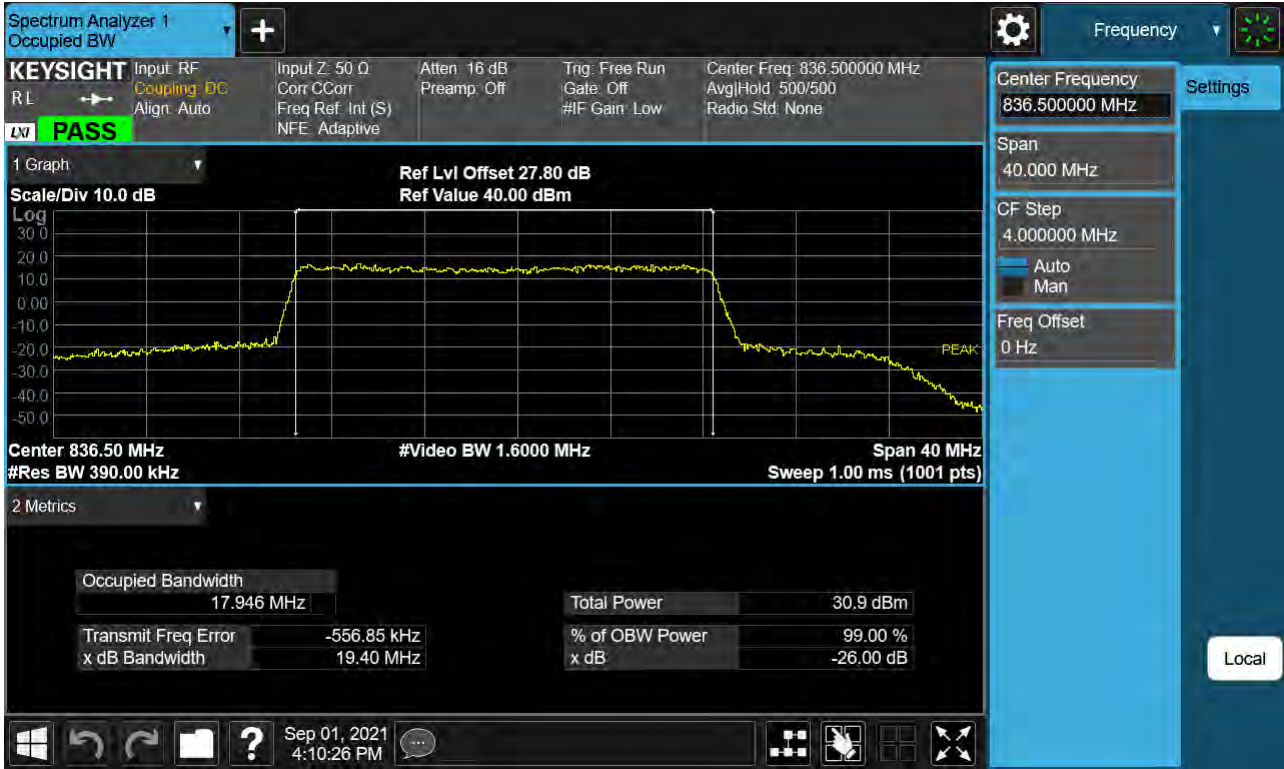 Spectrum Analyzer 1
Occupied BW
+
Frequency
KEYSIGHT
RL
LXI PASS
Input: RF
Coupling: DC
Align: Auto
Input Z: 50 Ω
Corr CCorr
Freq Ref: Int (S)
NFE: Adaptive
Atten: 16 dB
Preamp: Off
Trig: Free Run
Gate: Off
#IF Gain: Low
Center Freq: 836.500000 MHz
Avg|Hold: 500/500
Radio Std: None
Center Frequency
836.500000 MHz
Settings
Span
40.000 MHz
CF Step
4.000000 MHz
Auto
Man
Freq Offset
0 Hz
1 Graph
Scale/Div 10.0 dB
Ref Lvl Offset 27.80 dB
Ref Value 40.00 dBm
Log
30.0
20.0
10.0
0.00
-10.0
-20.0
-30.0
-40.0
-50.0
PEAK
Center 836.50 MHz
#Video BW 1.6000 MHz
Span 40 MHz
#Res BW 390.00 kHz
Sweep 1.00 ms (1001 pts)
2 Metrics
Occupied Bandwidth
17.946 MHz
Total Power 30.9 dBm
Transmit Freq Error -556.85 kHz
% of OBW Power 99.00 %
x dB Bandwidth 19.40 MHz
x dB -26.00 dB
Local
?
Sep 01, 2021
4:10:26 PM